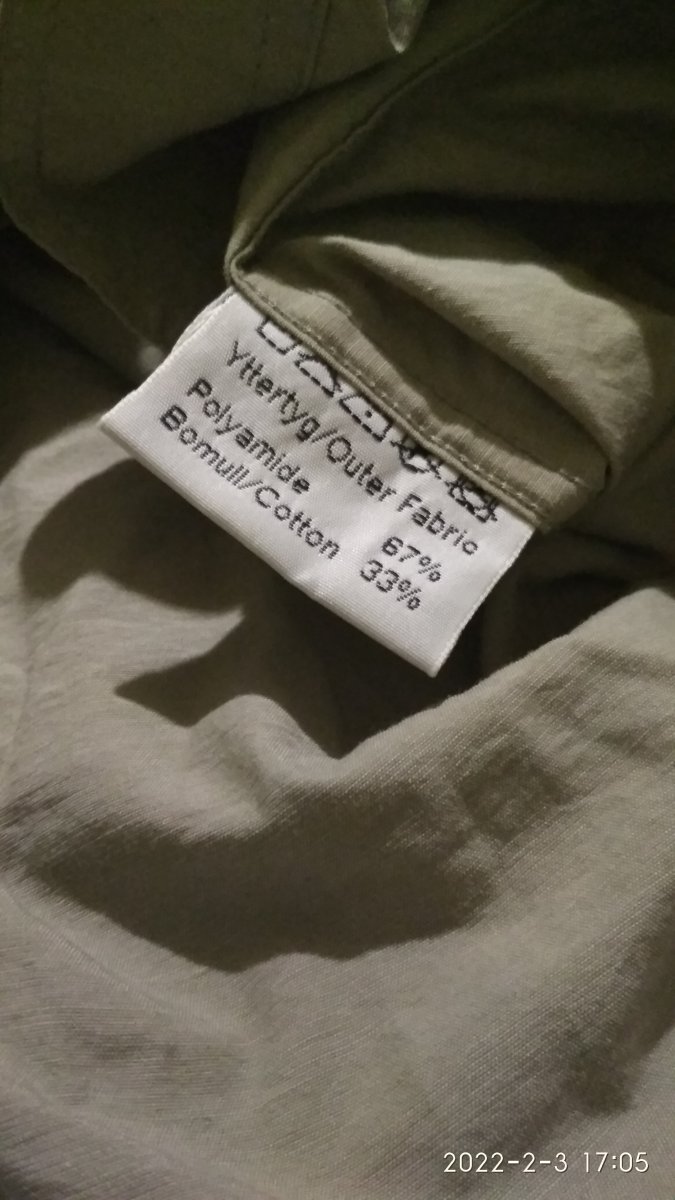 Yttertyg/Outer Fabric
Polyamide 67%
Bomull/Cotton 33%
2022-2-3 17:05